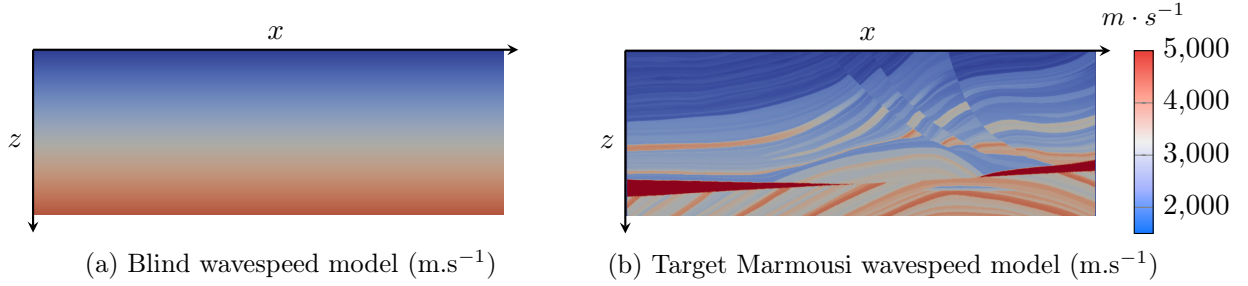 x
z
(a) Blind wavespeed model (m.s⁻¹)
x
z
(b) Target Marmousi wavespeed model (m.s⁻¹)
m · s⁻¹
5,000
4,000
3,000
2,000